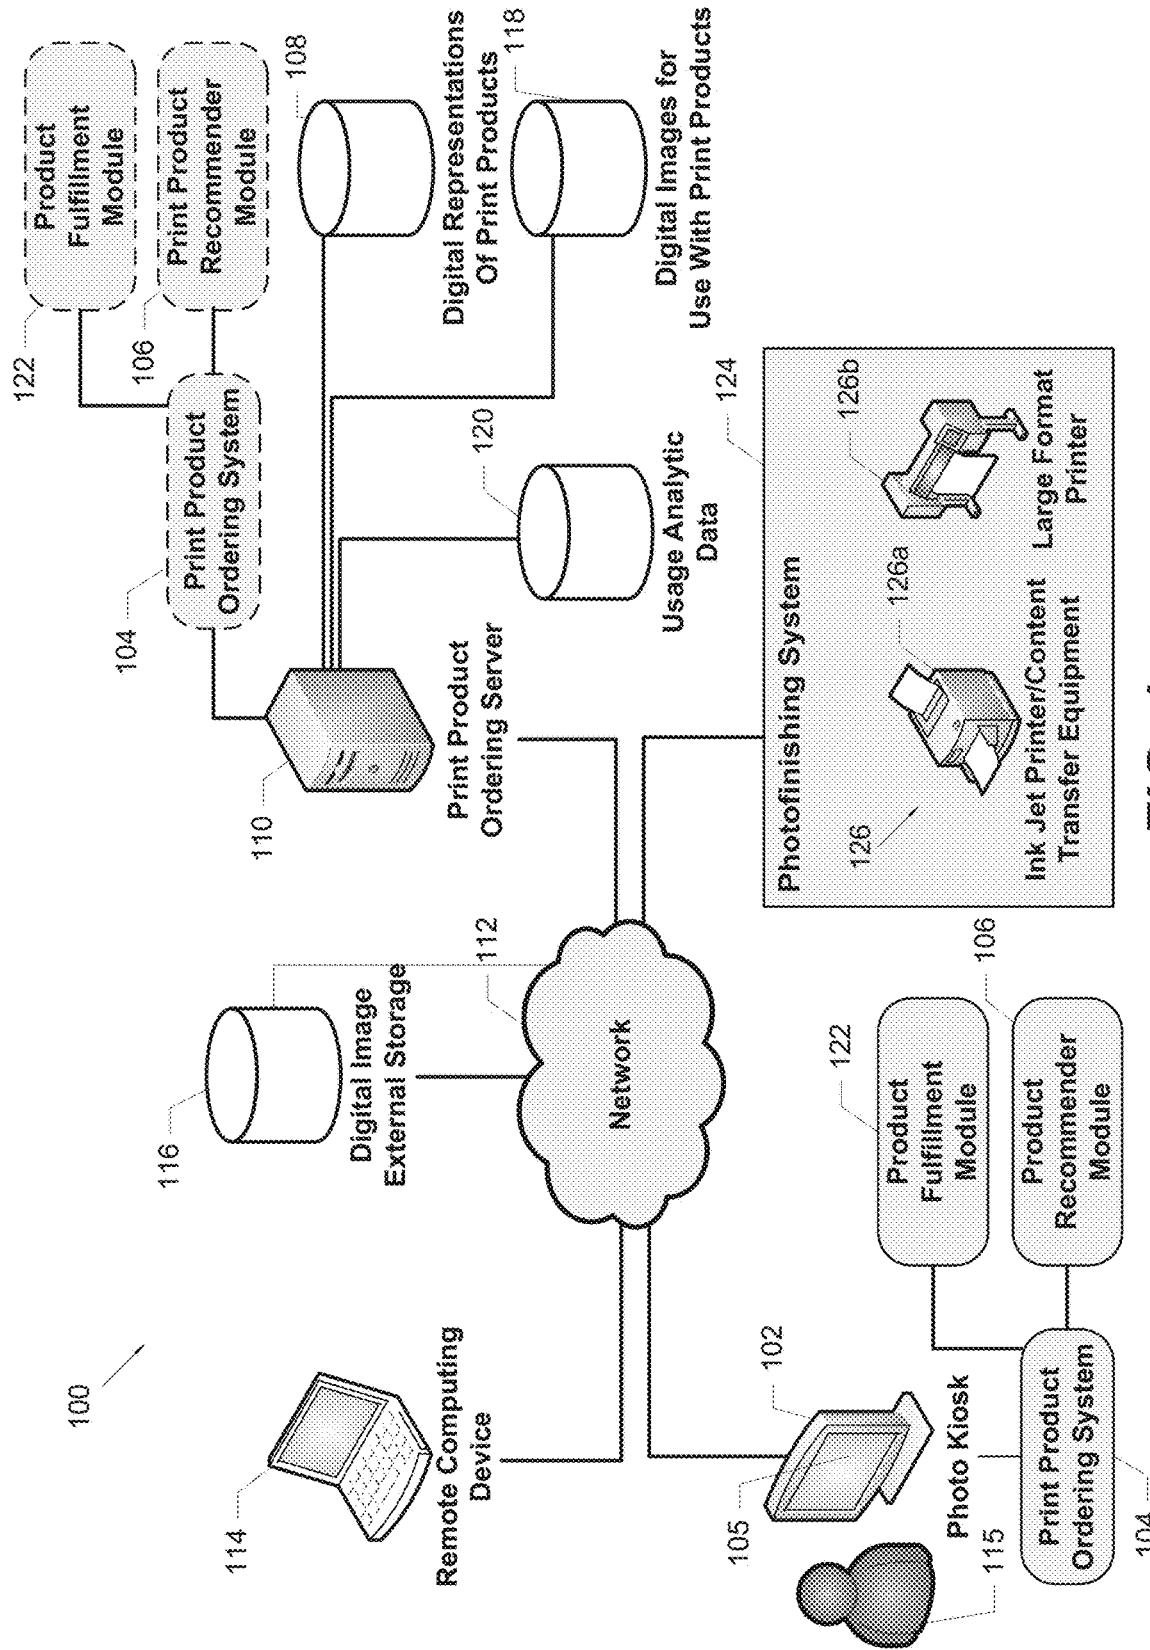 100
122
Product
Fulfillment
Module
104
106
Print Product
Recommender
Module
Print Product
Ordering System
110
108
116
114
Digital Image
External Storage
Print Product
Ordering Server
Digital Representations
Of Print Products
Remote Computing
Device
112
120
118
Network
Usage Analytic
Data
Digital Images for
Use With Print Products
105
102
124
Photofinishing System
126
126a
126b
Ink Jet Printer/Content
Transfer Equipment
Large Format
Printer
122
Product
Fulfillment
Module
Photo Kiosk
115
106
Product
Recommender
Module
Print Product
Ordering System
104